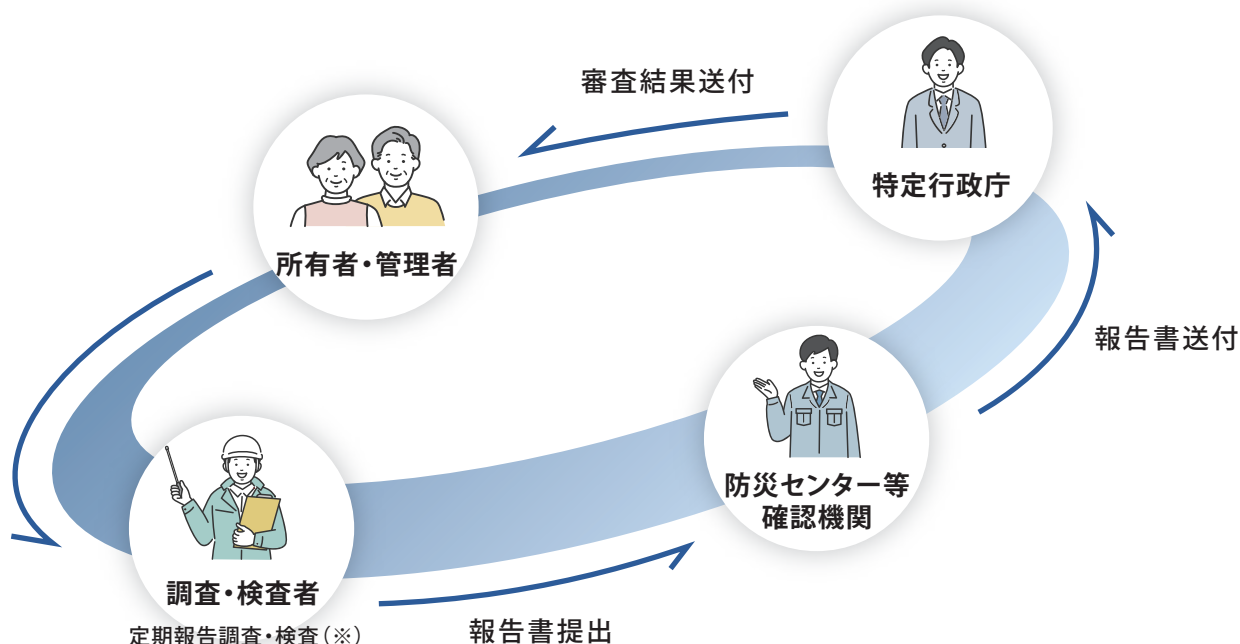 審査結果送付
特定行政庁
所有者・管理者
報告書送付
防災センター等
確認機関
調査・検査者
定期報告調査・検査(※)
報告書提出